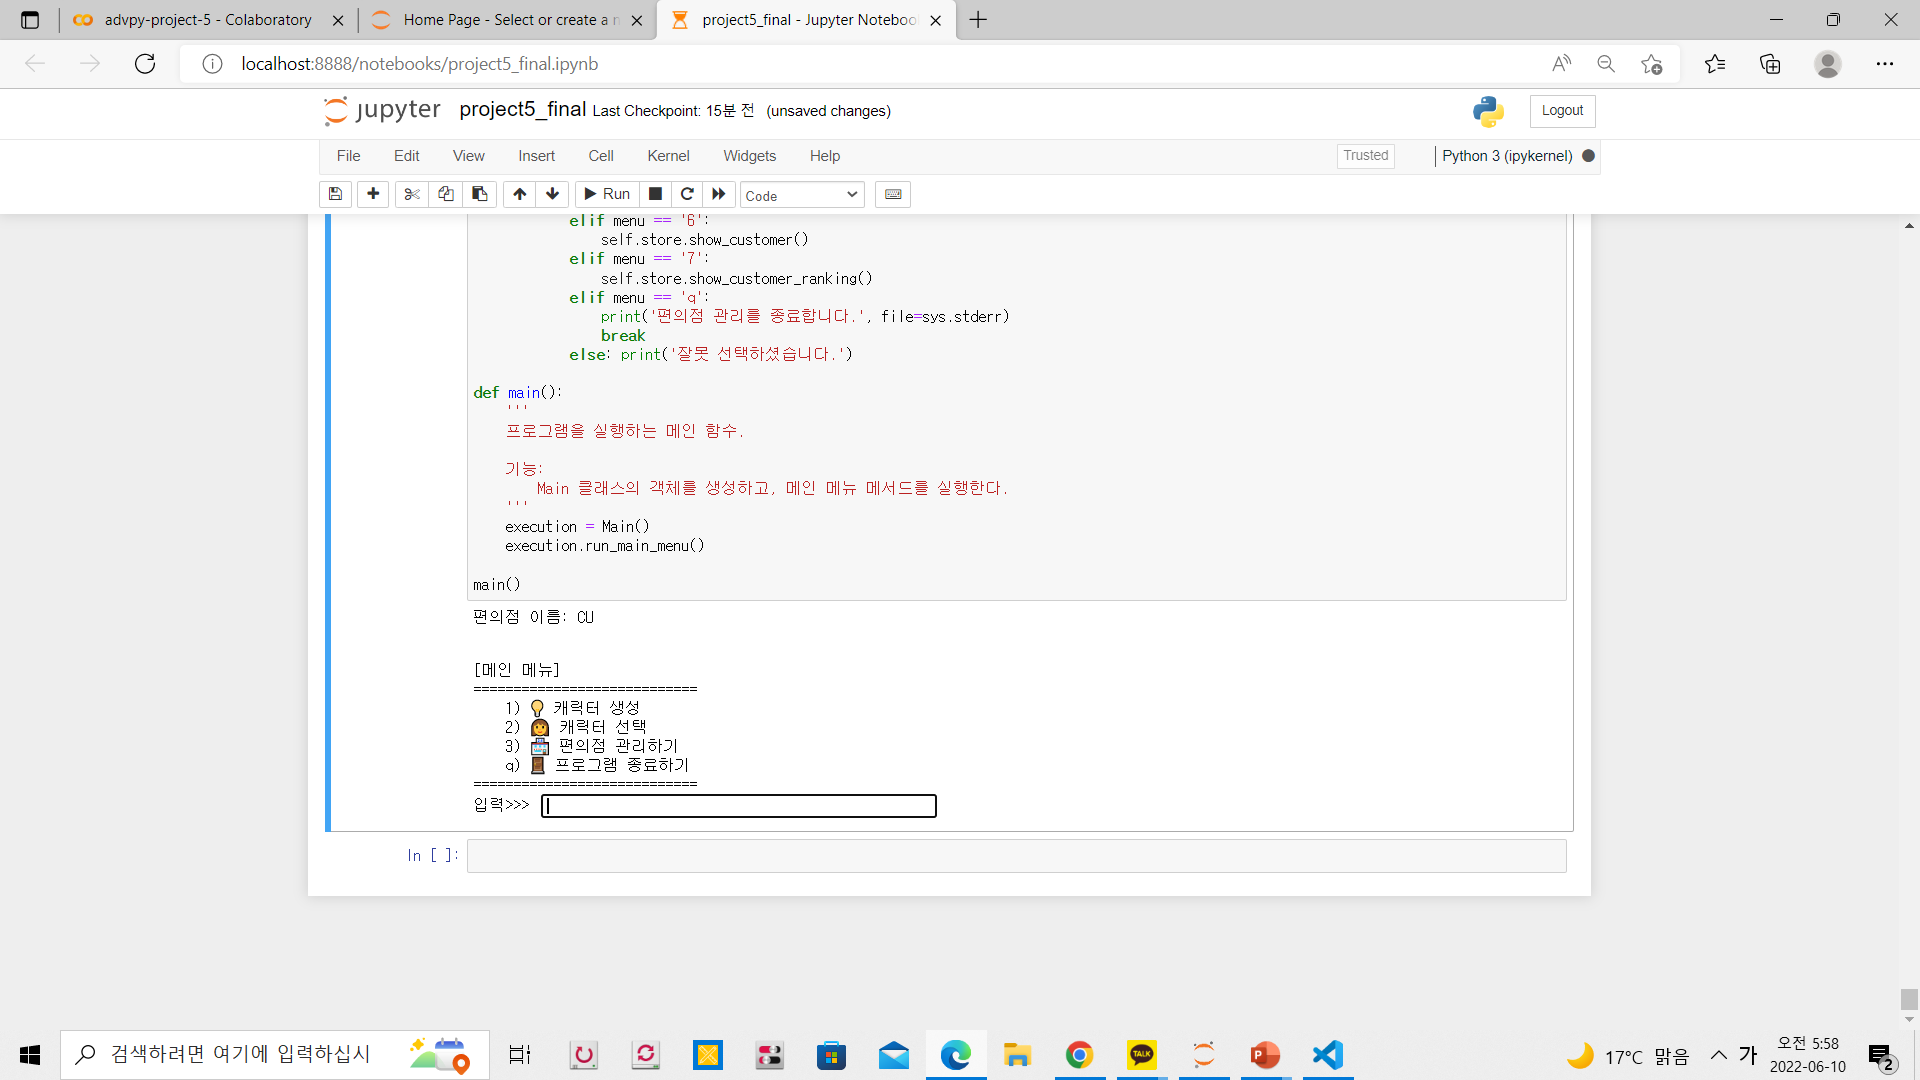 advpy-project-5 - Colaboratory
Home Page - Select or create a n
project5_final - Jupyter Noteboo
localhost:8888/notebooks/project5_final.ipynb
jupyter project5_final Last Checkpoint: 15분 전 (unsaved changes)
Logout
File Edit View Insert Cell Kernel Widgets Help
Trusted Python 3 (ipykernel)
Run Code
elif menu == '6':
self.store.show_customer()
elif menu == '7':
self.store.show_customer_ranking()
elif menu == 'q':
print('편의점 관리를 종료합니다.', file=sys.stderr)
break
else: print('잘못 선택하셨습니다.')
def main():
'''
프로그램을 실행하는 메인 함수.
기능:
Main 클래스의 객체를 생성하고, 메인 메뉴 메서드를 실행한다.
'''
execution = Main()
execution.run_main_menu()
main()
편의점 이름: CU
[메인 메뉴]
============================
1) 💡 캐릭터 생성
2) 👩 캐릭터 선택
3) 🏪 편의점 관리하기
q) 🚪 프로그램 종료하기
============================
입력>>>
In [ ]:
검색하려면 여기에 입력하십시
TALK
17°C 맑음
가
오전 5:58
2022-06-10
2